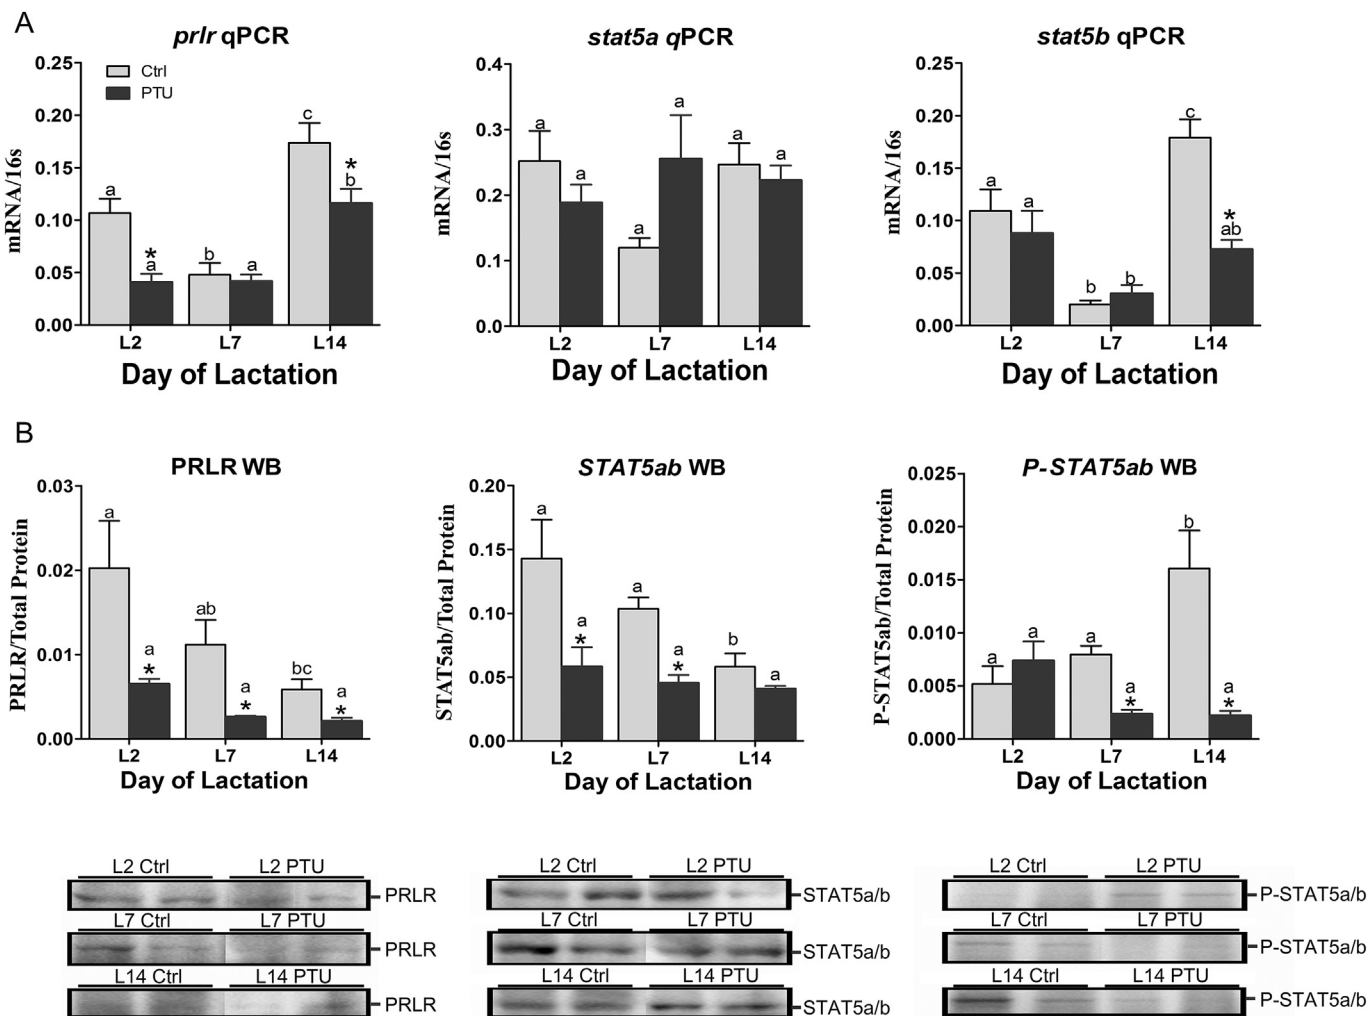 A
prlr qPCR
stat5a qPCR
stat5b qPCR
mRNA/16s
0.25
0.20
0.15
0.10
0.05
0.00
Ctrl
PTU
a
*
a
b
a
c
*
b
L2
L7
L14
Day of Lactation
mRNA/16s
0.4
0.3
0.2
0.1
0.0
a
a
a
a
a
a
L2
L7
L14
Day of Lactation
mRNA/16s
0.25
0.20
0.15
0.10
0.05
0.00
a
a
b
b
c
*
ab
L2
L7
L14
Day of Lactation
B
PRLR WB
STAT5ab WB
P-STAT5ab WB
PRLR/Total Protein
0.03
0.02
0.01
0.00
a
a
*
ab
a
*
bc
a
*
L2
L7
L14
Day of Lactation
STAT5ab/Total Protein
0.20
0.15
0.10
0.05
0.00
a
a
*
a
a
*
b
a
L2
L7
L14
Day of Lactation
P-STAT5ab/Total Protein
0.025
0.020
0.015
0.010
0.005
0.000
a
a
a
a
*
b
a
*
L2
L7
L14
Day of Lactation
L2 Ctrl L2 PTU
PRLR
L7 Ctrl L7 PTU
PRLR
L14 Ctrl L14 PTU
PRLR
L2 Ctrl L2 PTU
STAT5a/b
L7 Ctrl L7 PTU
STAT5a/b
L14 Ctrl L14 PTU
STAT5a/b
L2 Ctrl L2 PTU
P-STAT5a/b
L7 Ctrl L7 PTU
P-STAT5a/b
L14 Ctrl L14 PTU
P-STAT5a/b